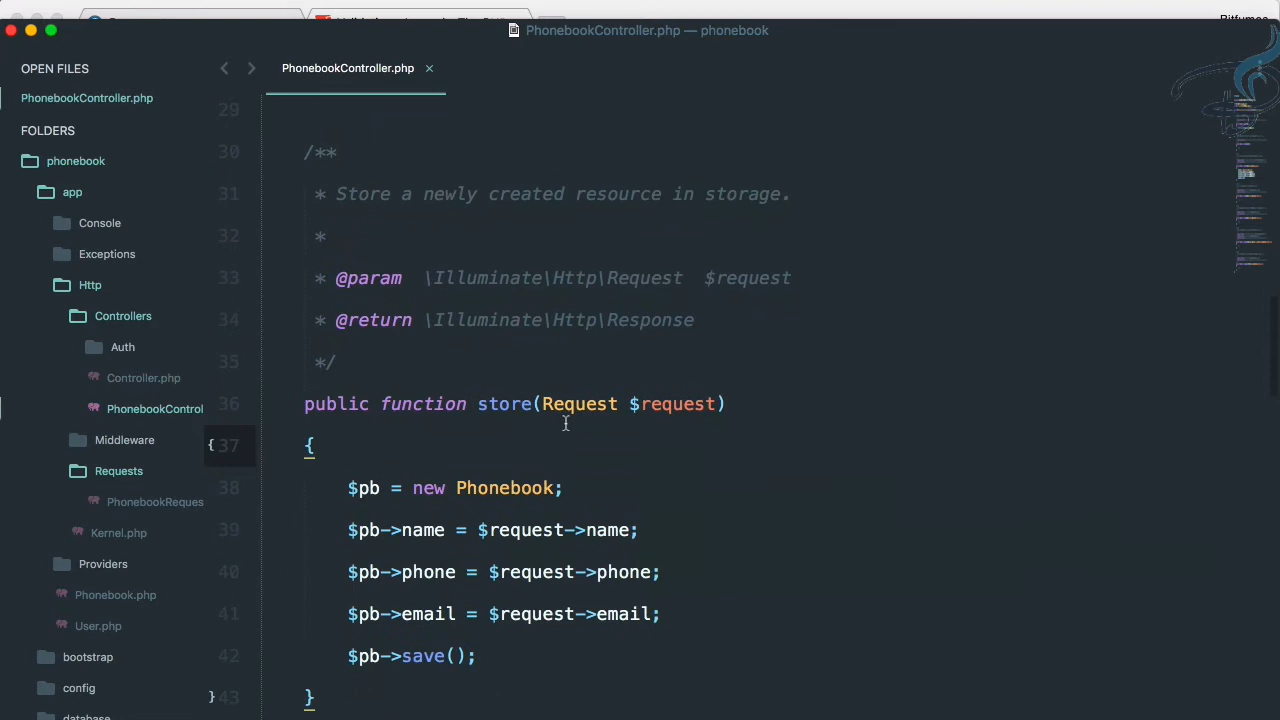 PhonebookController.php — phonebook
OPEN FILES
PhonebookController.php
FOLDERS
phonebook
app
Console
Exceptions
Http
Controllers
Auth
Controller.php
PhonebookControl
Middleware
Requests
PhonebookReques
Kernel.php
Providers
Phonebook.php
User.php
bootstrap
config
database
PhonebookController.php ×
29
30 /**
31 * Store a newly created resource in storage.
32 *
33 * @param \Illuminate\Http\Request $request
34 * @return \Illuminate\Http\Response
35 */
36 public function store(Request $request)
{ 37 {
38 $pb = new Phonebook;
39 $pb->name = $request->name;
40 $pb->phone = $request->phone;
41 $pb->email = $request->email;
42 $pb->save();
} 43 }